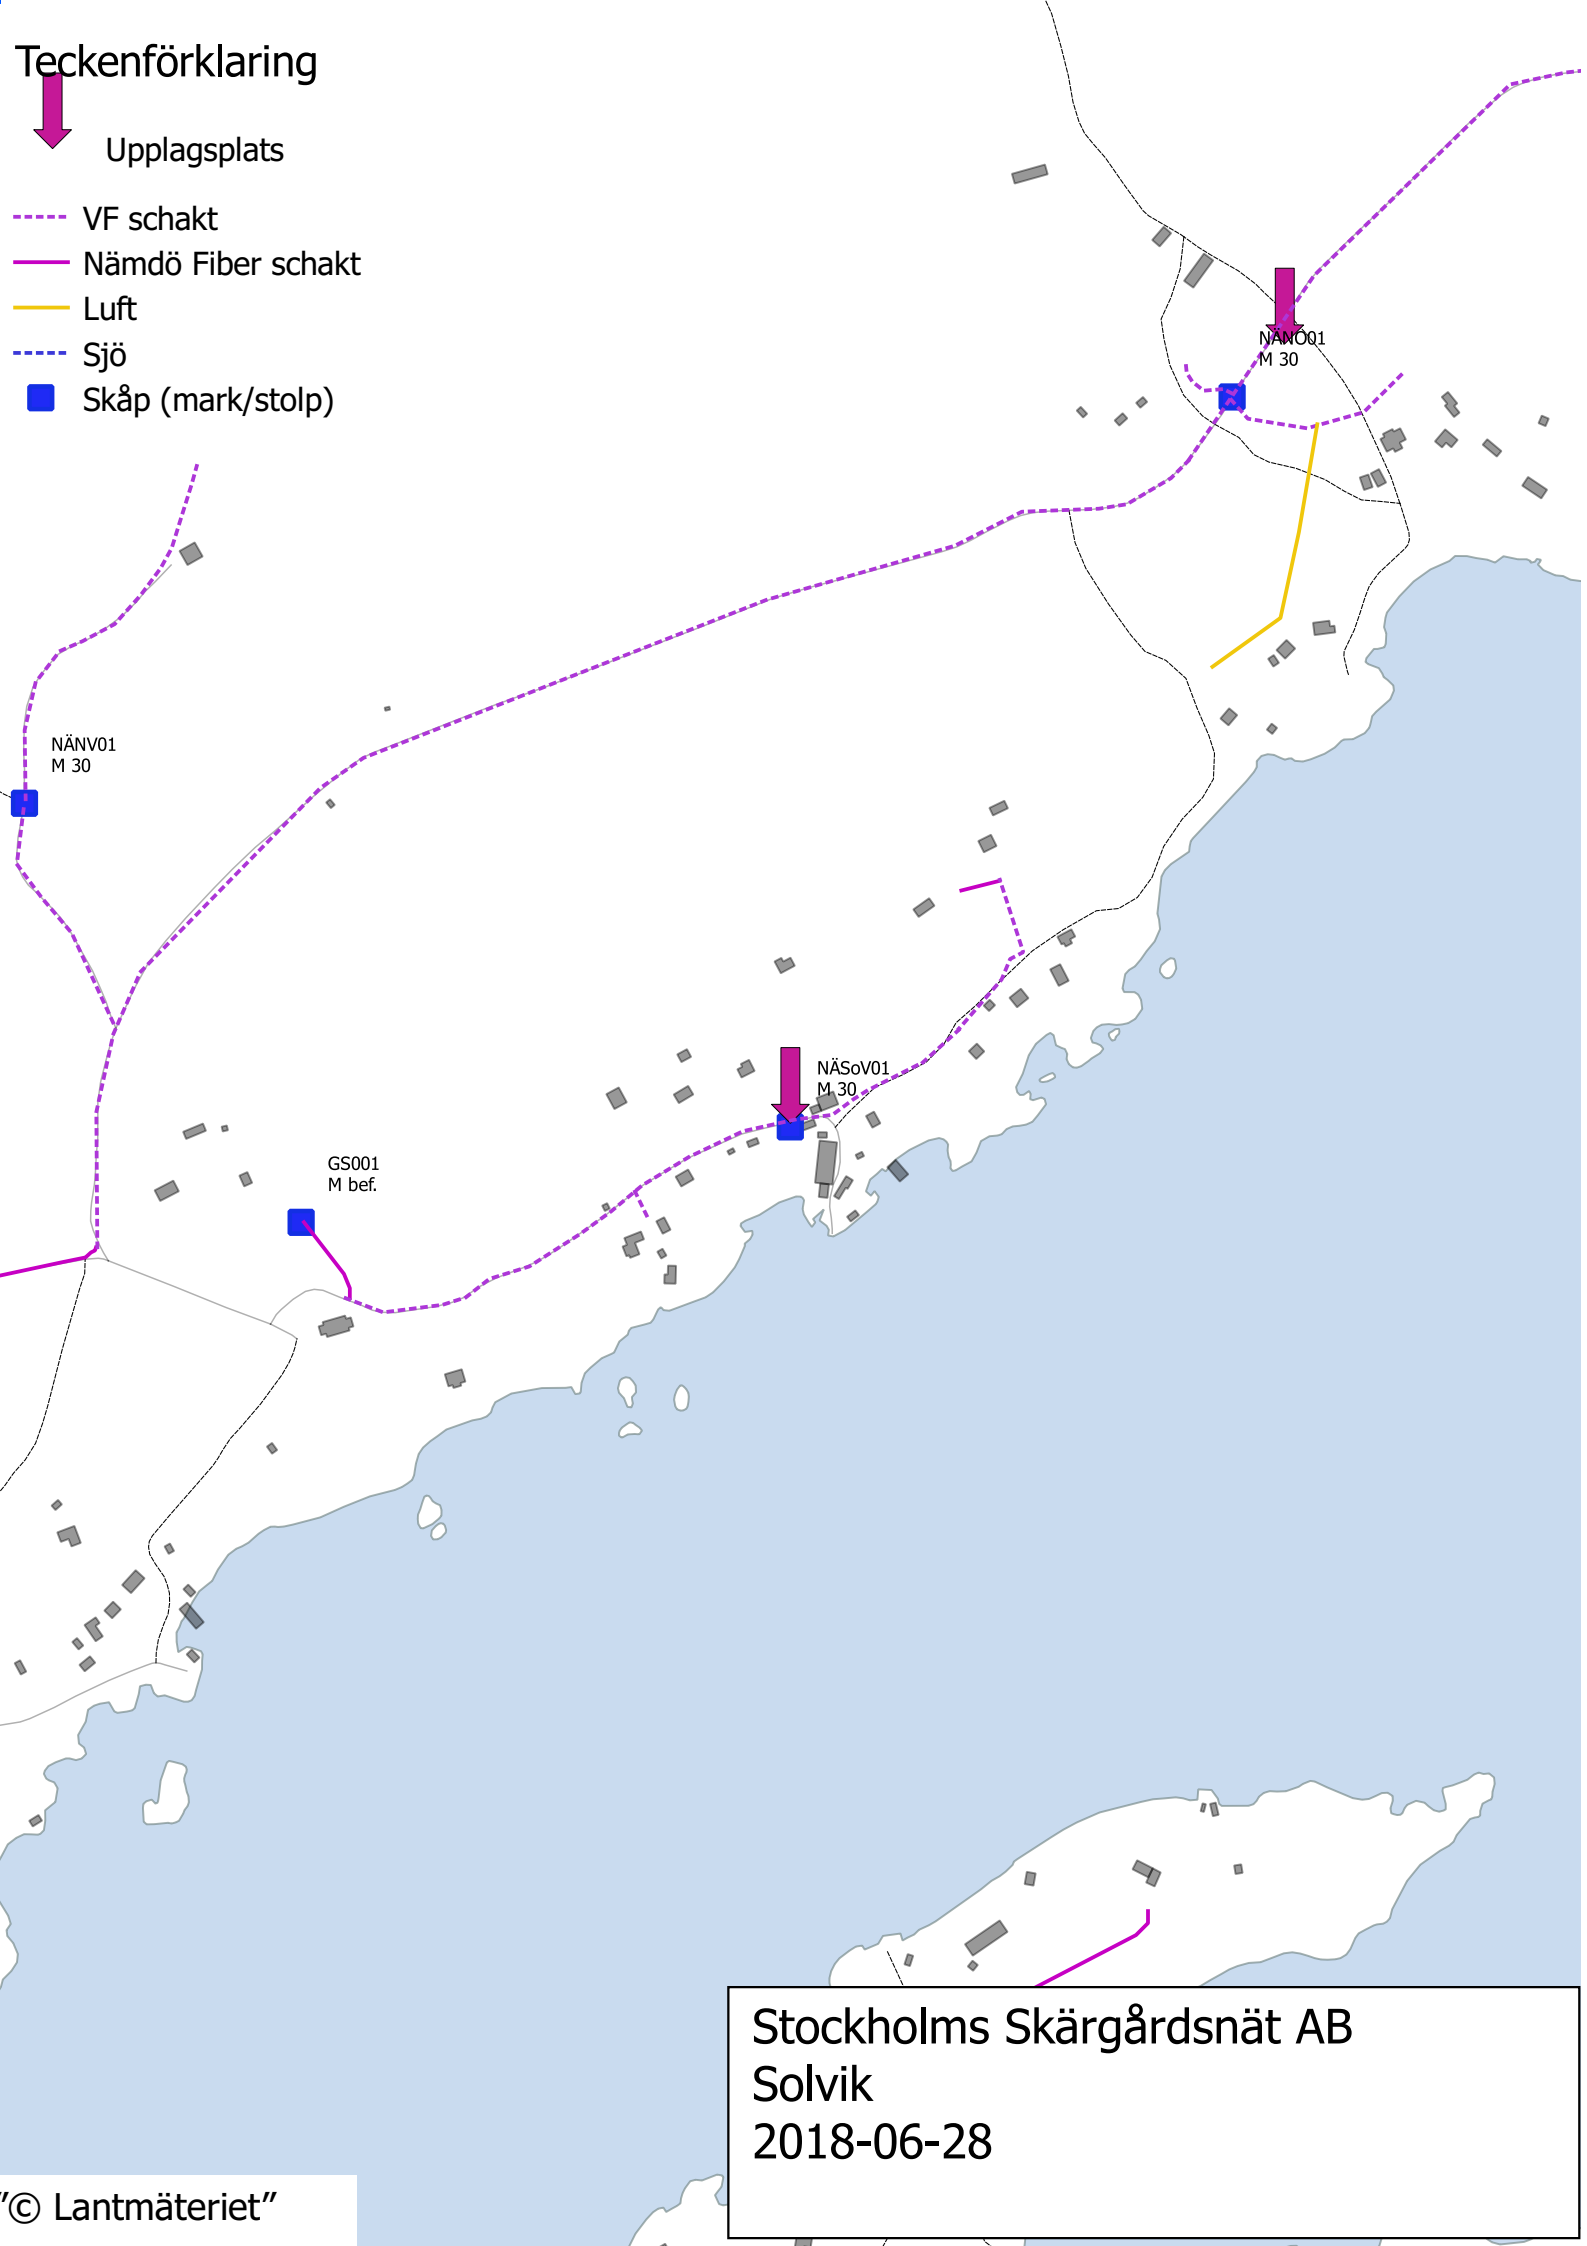 Teckenförklaring
Upplagsplats
VF schakt
Nämdö Fiber schakt
Luft
Sjö
Skåp (mark/stolp)
NÄNO01
M 30
NÄNV01
M 30
NÄSoV01
M 30
GS001
M bef.
Stockholms Skärgårdsnät AB
Solvik
2018-06-28
"© Lantmäteriet"